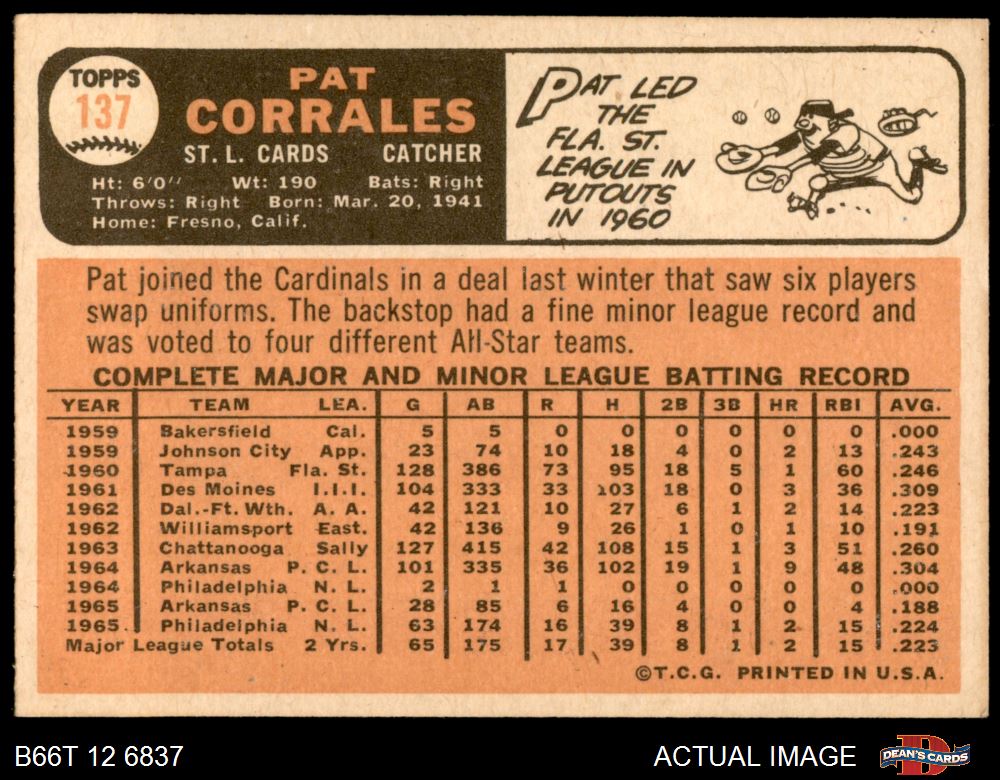 TOPPS
137
PAT
CORRALES
ST. L. CARDS CATCHER
Ht: 6'0" Wt: 190 Bats: Right
Throws: Right Born: Mar. 20, 1941
Home: Fresno, Calif.
PAT LED
THE
FLA. ST.
LEAGUE IN
PUTOUTS
IN 1960
Pat joined the Cardinals in a deal last winter that saw six players
swap uniforms. The backstop had a fine minor league record and
was voted to four different All-Star teams.
COMPLETE MAJOR AND MINOR LEAGUE BATTING RECORD
YEAR TEAM LEA. G AB R H 2B 3B HR RBI AVG.
1959 Bakersfield Cal. 5 5 0 0 0 0 0 0 .000
1959 Johnson City App. 23 74 10 18 4 0 2 13 .243
1960 Tampa Fla. St. 128 386 73 95 18 5 1 60 .246
1961 Des Moines I.I.I. 104 333 33 103 18 0 3 36 .309
1962 Dal.-Ft. Wth. A. A. 42 121 10 27 6 1 2 14 .223
1962 Williamsport East. 42 136 9 26 1 0 1 10 .191
1963 Chattanooga Sally 127 415 42 108 15 1 3 51 .260
1964 Arkansas P. C. L. 101 335 36 102 19 1 9 48 .304
1964 Philadelphia N. L. 2 1 1 0 0 0 0 0 .000
1965 Arkansas P. C. L. 28 85 6 16 4 0 0 4 .188
1965 Philadelphia N. L. 63 174 16 39 8 1 2 15 .224
Major League Totals 2 Yrs. 65 175 17 39 8 1 2 15 .223
©T.C.G. PRINTED IN U.S.A.
B66T 12 6837 ACTUAL IMAGE DEAN'S CARDS